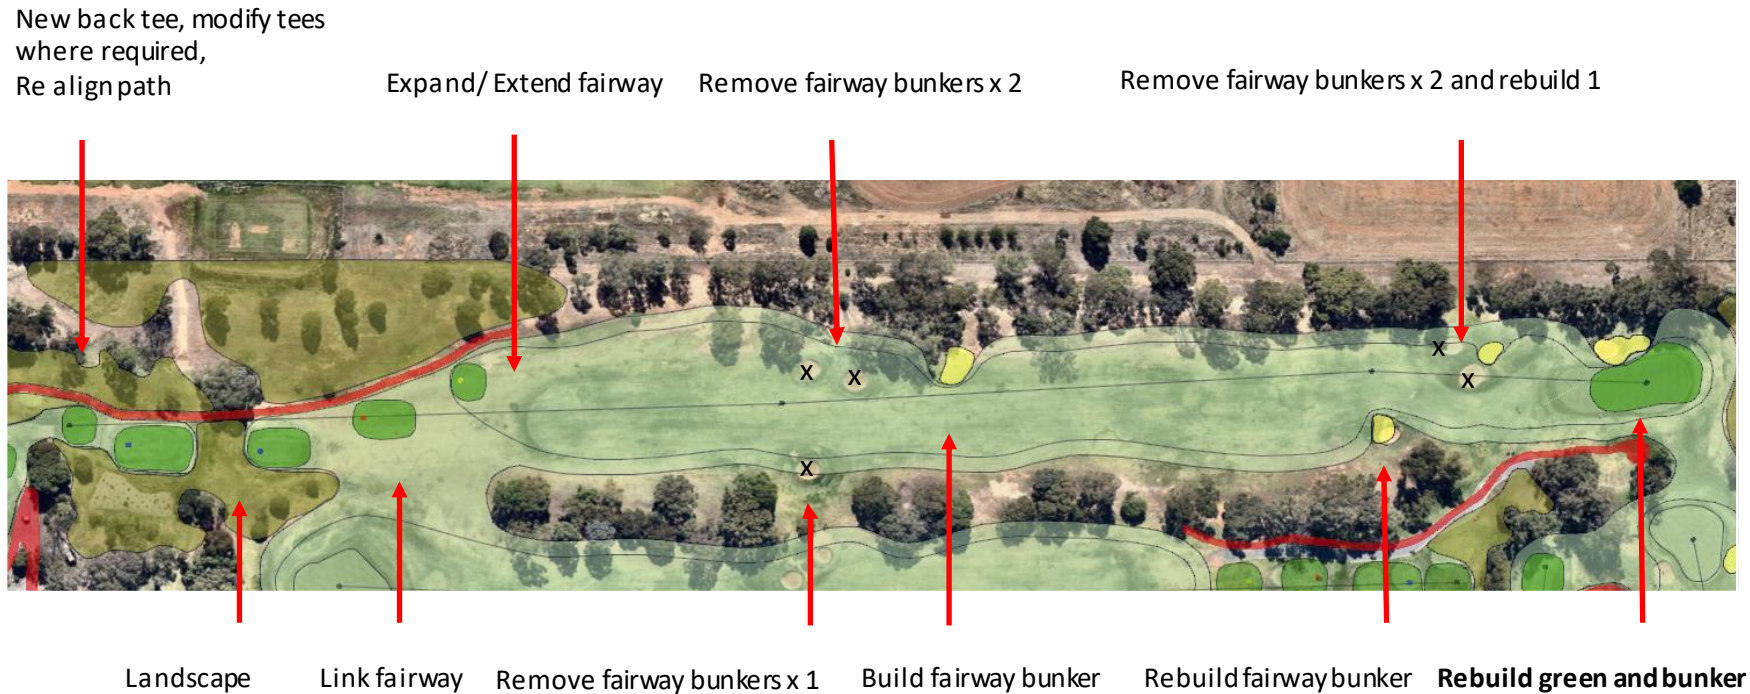 New back tee, modify tees
where required,
Re align path
Expand/ Extend fairway
Remove fairway bunkers x 2
Remove fairway bunkers x 2 and rebuild 1
X
X
X
X
X
Landscape
Link fairway
Remove fairway bunkers x 1
Build fairway bunker
Rebuild fairway bunker
Rebuild green and bunker